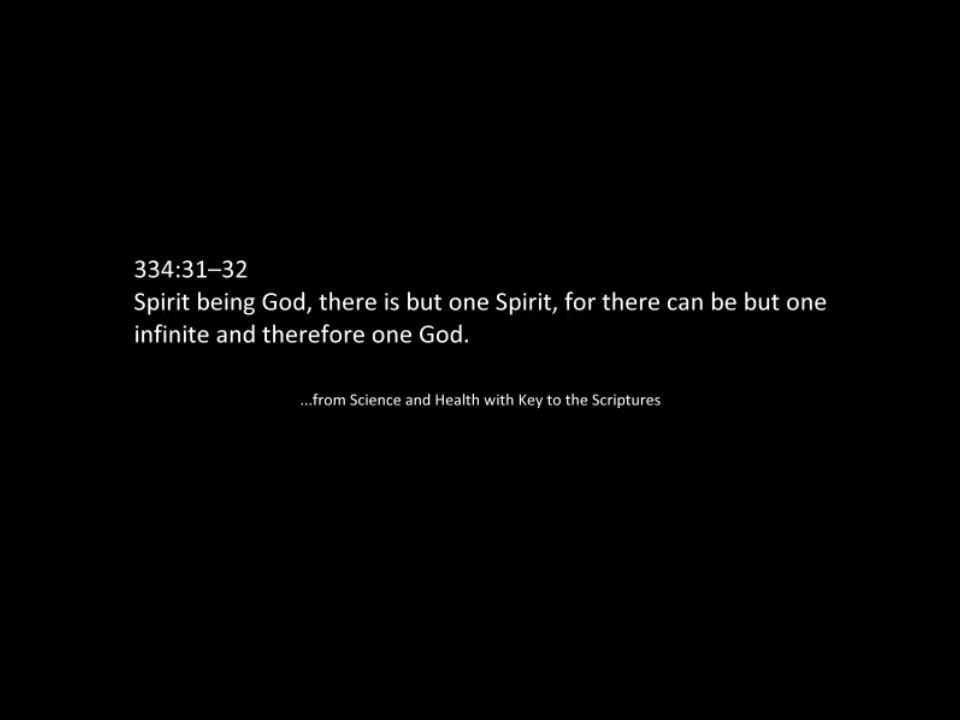 334:31–32
Spirit being God, there is but one Spirit, for there can be but one
infinite and therefore one God.
...from Science and Health with Key to the Scriptures